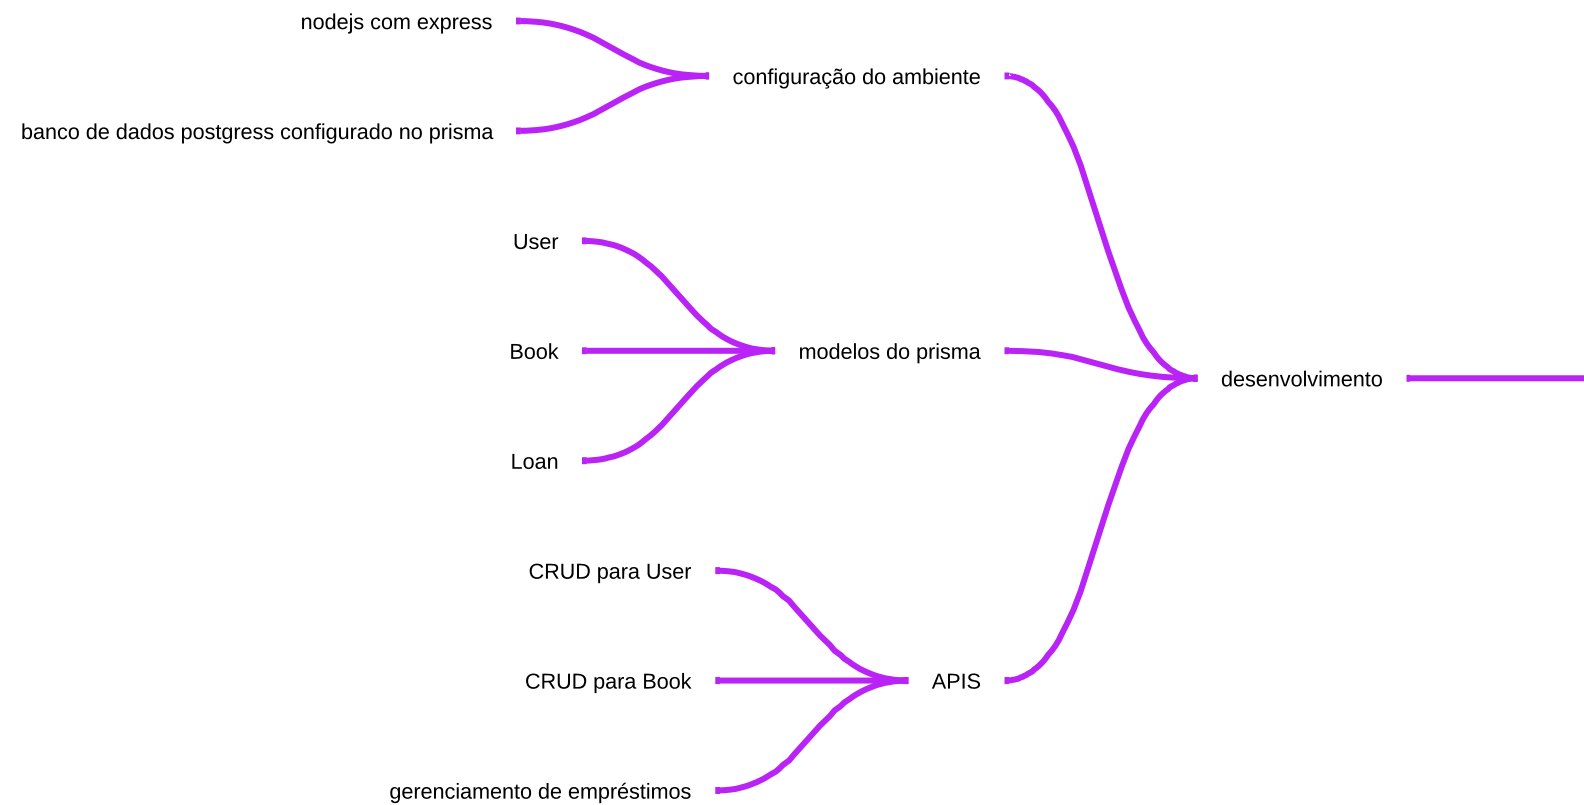 nodejs com express
configuração do ambiente
banco de dados postgress configurado no prisma
User
Book
modelos do prisma
desenvolvimento
Loan
CRUD para User
CRUD para Book
APIS
gerenciamento de empréstimos